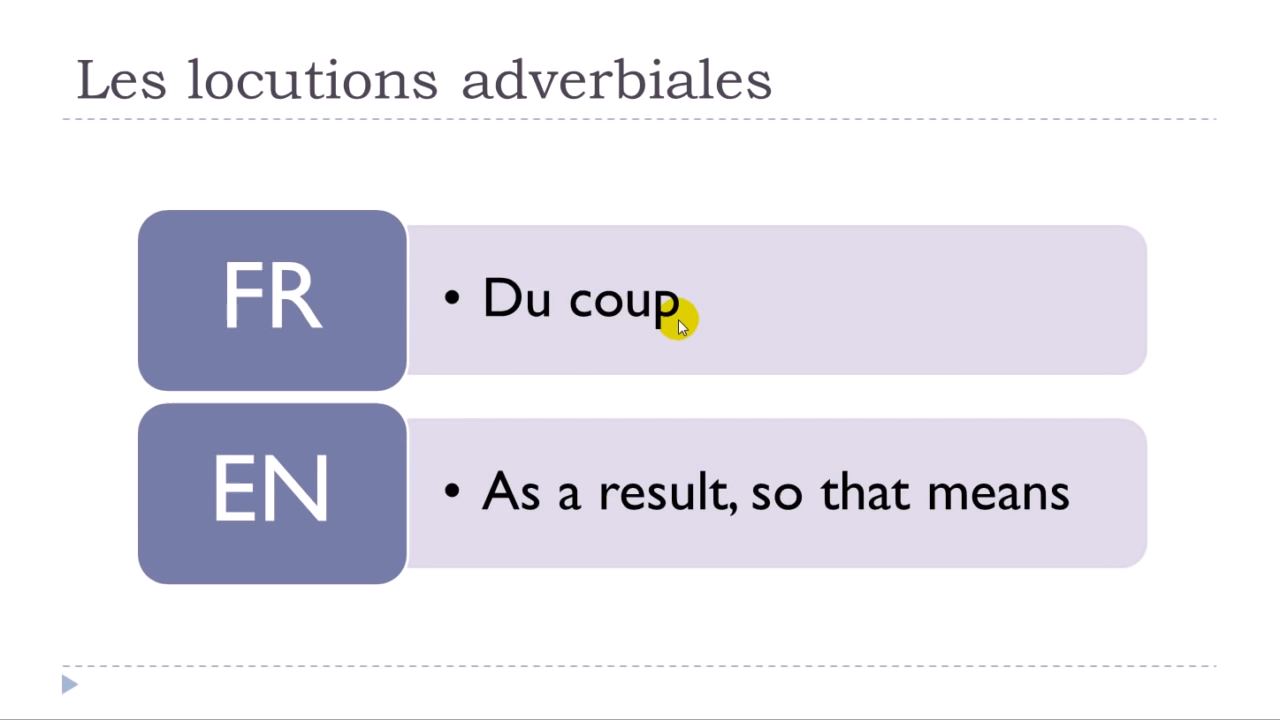 Les locutions adverbiales
FR
• Du coup
EN
• As a result, so that means